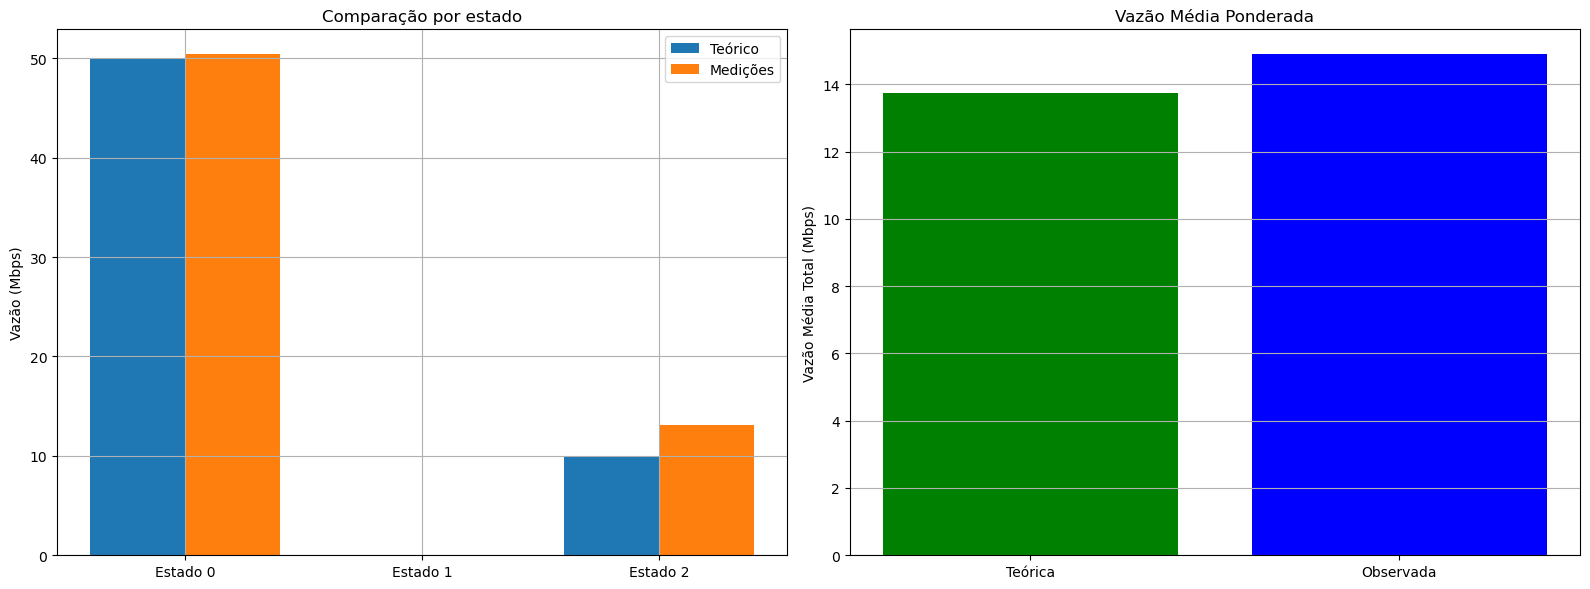 Comparação por estado
Vazão (Mbps)
50
40
30
20
10
0
Teórico
Medições
Estado 0
Estado 1
Estado 2
Vazão Média Ponderada
Vazão Média Total (Mbps)
14
12
10
8
6
4
2
0
Teórica
Observada